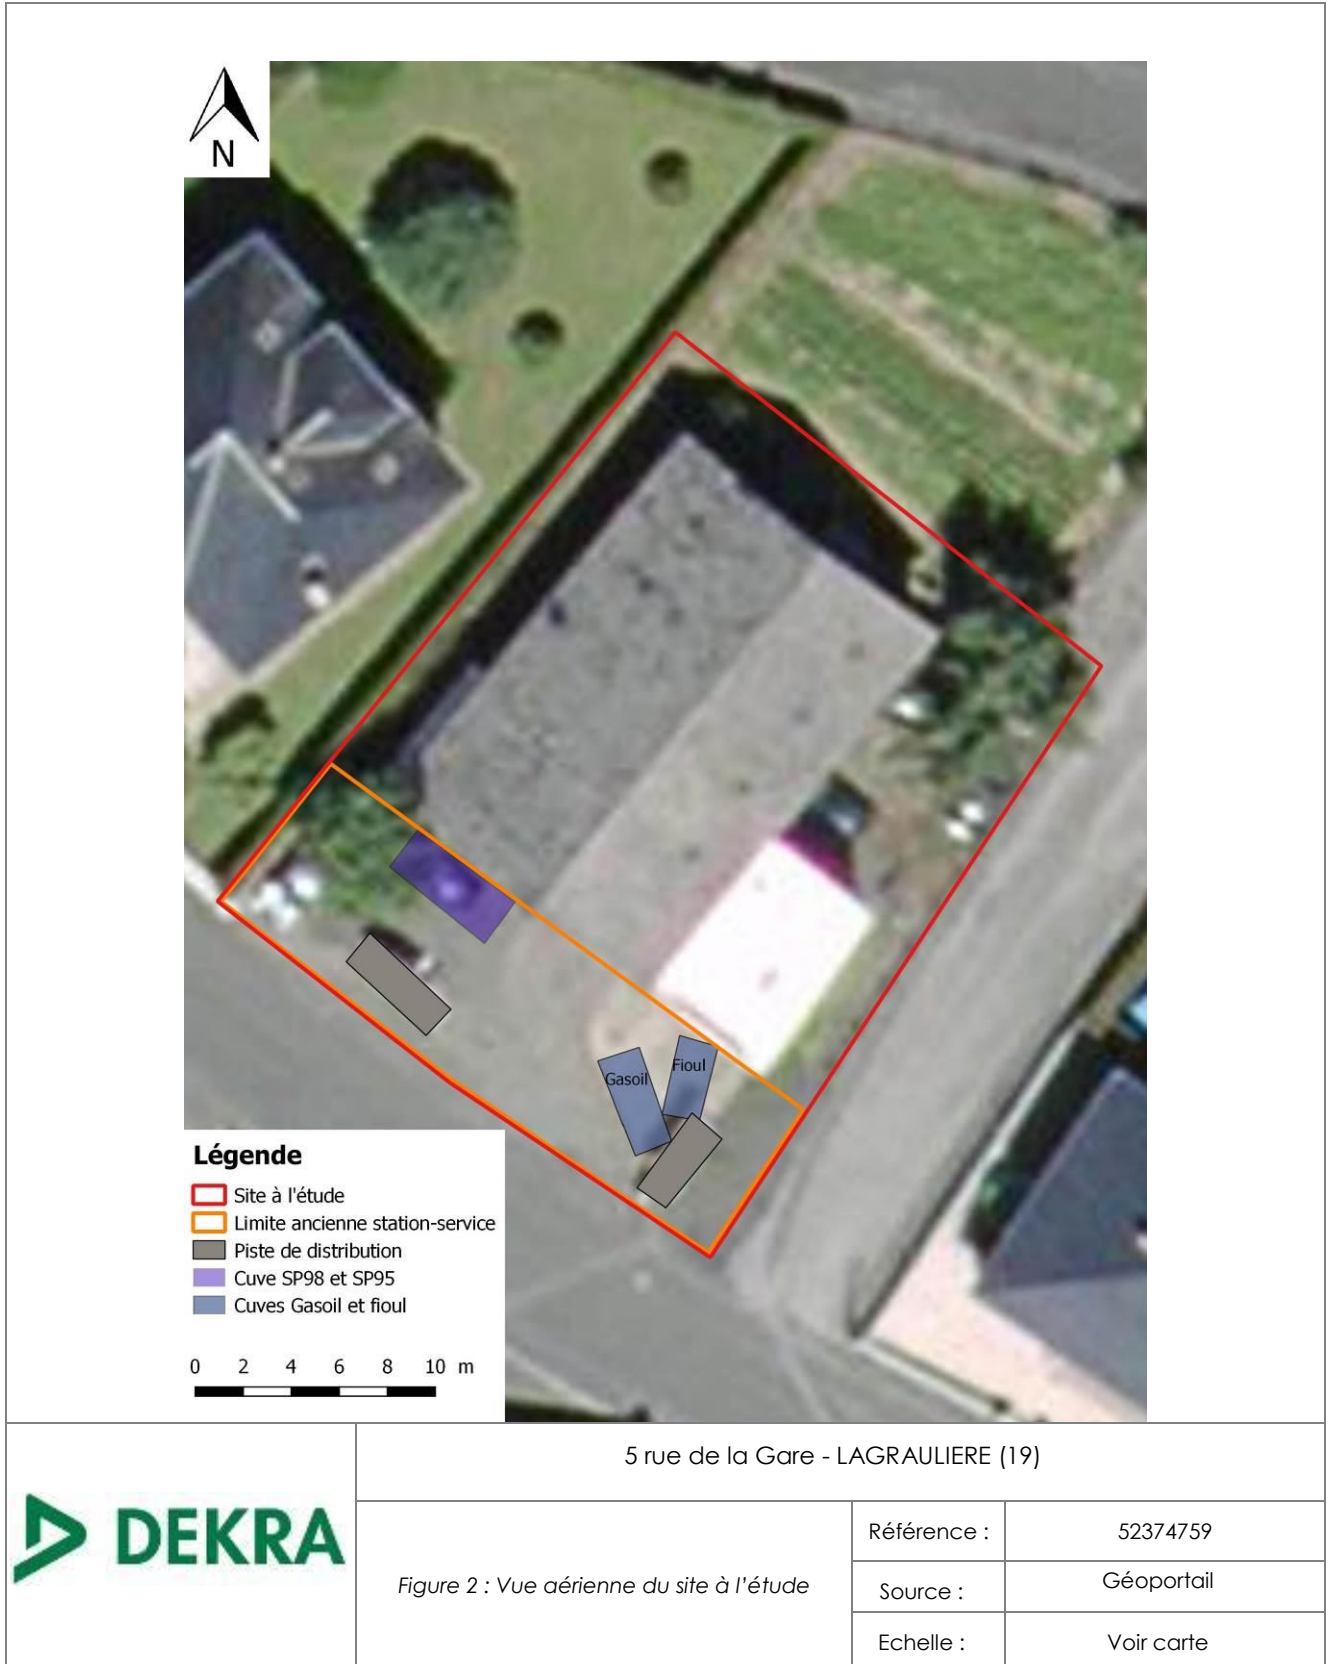 N
Gasoil
Fioul
Légende
Site à l'étude
Limite ancienne station-service
Piste de distribution
Cuve SP98 et SP95
Cuves Gasoil et fioul
0 2 4 6 8 10 m
5 rue de la Gare - LAGRAULIERE (19)
DEKRA
Figure 2 : Vue aérienne du site à l'étude
Référence : 52374759
Source : Géoportail
Echelle : Voir carte